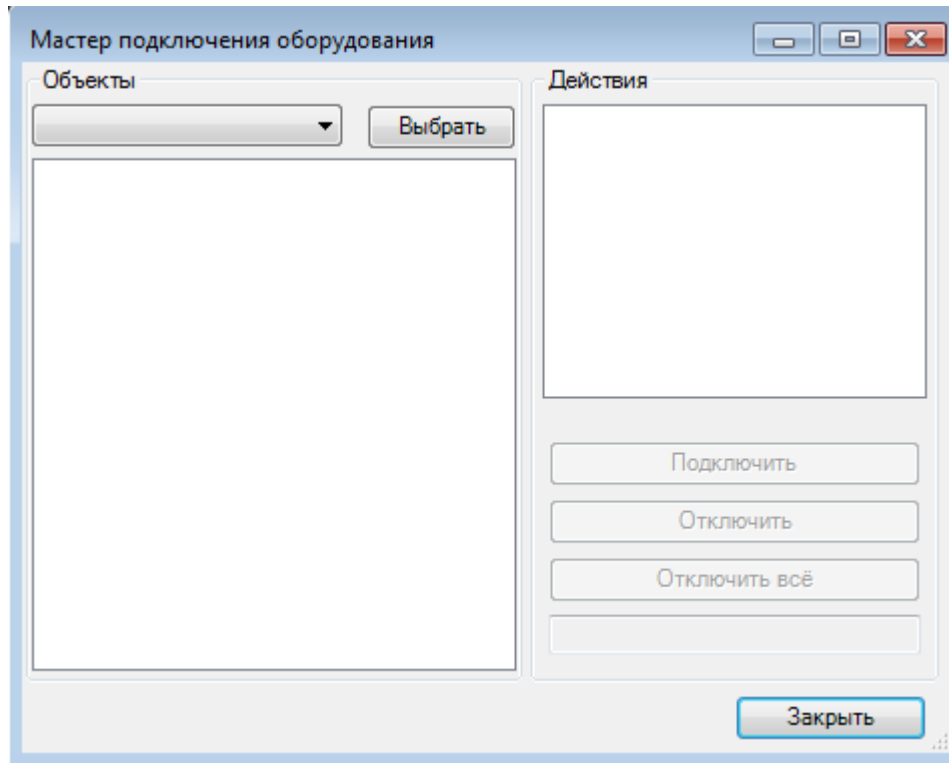 Мастер подключения оборудования
Объекты
Выбрать
Действия
Подключить
Отключить
Отключить всё
Закрыть